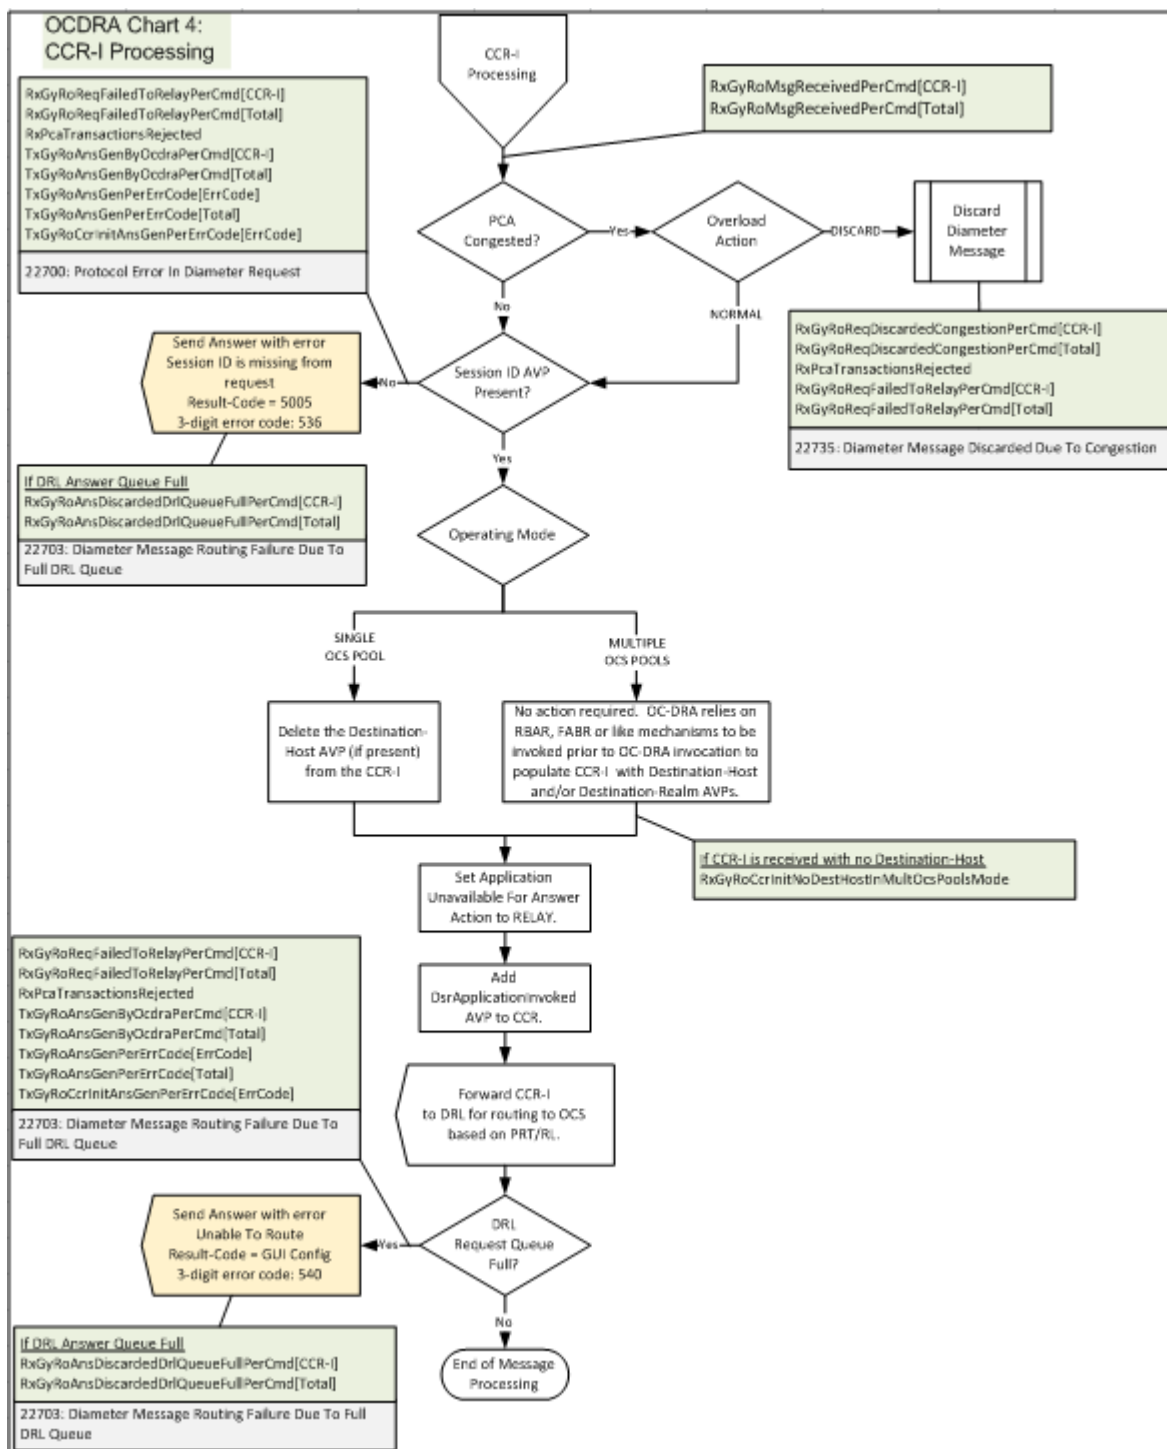 OCDRA Chart 4:
CCR-I Processing
CCR-I
Processing
RxGyRoMsgReceivedPerCmd[CCR-I]
RxGyRoMsgReceivedPerCmd[Total]
RxGyRoReqFailedToRelayPerCmd[CCR-I]
RxGyRoReqFailedToRelayPerCmd[Total]
RxPcaTransactionsRejected
TxGyRoAnsGenByOcdraPerCmd[CCR-I]
TxGyRoAnsGenByOcdraPerCmd[Total]
TxGyRoAnsGenPerErrCode[ErrCode]
TxGyRoAnsGenPerErrCode[Total]
TxGyRoCcrInitAnsGenPerErrCode[ErrCode]
22700: Protocol Error In Diameter Request
PCA
Congested?
Yes
Overload
Action
DISCARD
Discard
Diameter
Message
No
NORMAL
RxGyRoReqDiscardedCongestionPerCmd[CCR-I]
RxGyRoReqDiscardedCongestionPerCmd[Total]
RxPcaTransactionsRejected
RxGyRoReqFailedToRelayPerCmd[CCR-I]
RxGyRoReqFailedToRelayPerCmd[Total]
22735: Diameter Message Discarded Due To Congestion
Send Answer with error
Session ID is missing from
request
Result-Code = 5005
3-digit error code: 536
No
Session ID AVP
Present?
Yes
If DRL Answer Queue Full
RxGyRoAnsDiscardedDrlQueueFullPerCmd[CCR-I]
RxGyRoAnsDiscardedDrlQueueFullPerCmd[Total]
22703: Diameter Message Routing Failure Due To
Full DRL Queue
Operating Mode
SINGLE
OCS POOL
MULTIPLE
OCS POOLS
Delete the Destination-
Host AVP (if present)
from the CCR-I
No action required. OC-DRA relies on
RBAR, FABR or like mechanisms to be
invoked prior to OC-DRA invocation to
populate CCR-I with Destination-Host
and/or Destination-Realm AVPs.
If CCR-I is received with no Destination-Host
RxGyRoCcrInitNoDestHostInMultOcsPoolsMode
Set Application
Unavailable For Answer
Action to RELAY.
Add
DsrApplicationInvoked
AVP to CCR.
RxGyRoReqFailedToRelayPerCmd[CCR-I]
RxGyRoReqFailedToRelayPerCmd[Total]
RxPcaTransactionsRejected
TxGyRoAnsGenByOcdraPerCmd[CCR-I]
TxGyRoAnsGenByOcdraPerCmd[Total]
TxGyRoAnsGenPerErrCode[ErrCode]
TxGyRoAnsGenPerErrCode[Total]
TxGyRoCcrInitAnsGenPerErrCode[ErrCode]
22703: Diameter Message Routing Failure Due To
Full DRL Queue
Forward CCR-I
to DRL for routing to OCS
based on PRT/RL.
Send Answer with error
Unable To Route
Result-Code = GUI Config
3-digit error code: 540
Yes
DRL
Request Queue
Full?
No
If DRL Answer Queue Full
RxGyRoAnsDiscardedDrlQueueFullPerCmd[CCR-I]
RxGyRoAnsDiscardedDrlQueueFullPerCmd[Total]
22703: Diameter Message Routing Failure Due To Full
DRL Queue
End of Message
Processing